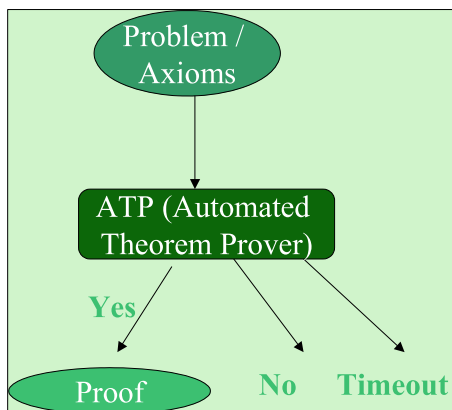 Problem /
Axioms
ATP (Automated
Theorem Prover)
Yes
Proof
No
Timeout